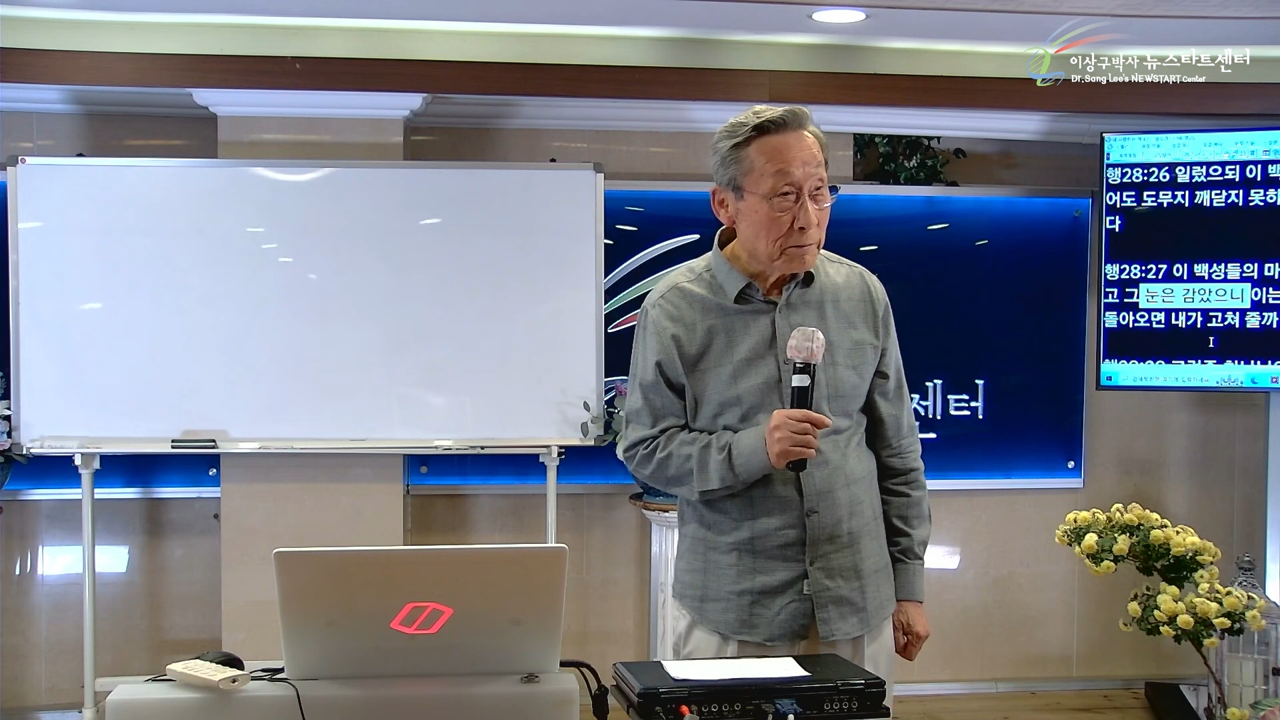 이상구박사 뉴스타트센터
Dr. Sang Lee's NEWSTART Center
행28:26 일렀으되 이 백
어도 도무지 깨닫지 못하
다
행28:27 이 백성들의 마
고 그 눈은 감았으니 이는
돌아오면 내가 고쳐 줄까
센터